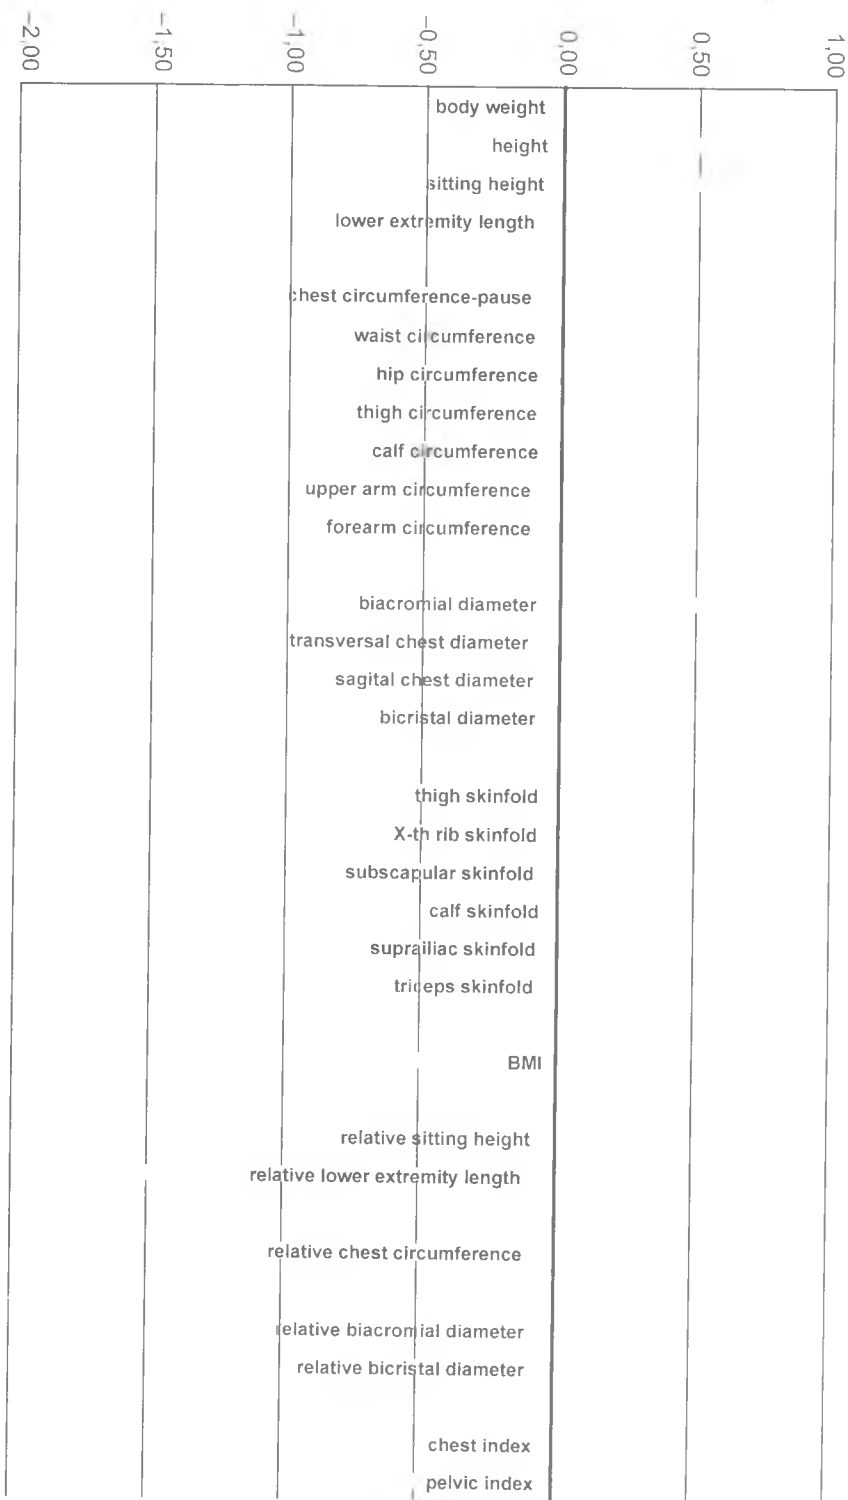 -2,00
-1,50
-1,00
-0,50
0,00
0,50
1,00
body weight
height
sitting height
lower extremity length
chest circumference-pause
waist circumference
hip circumference
thigh circumference
calf circumference
upper arm circumference
forearm circumference
biacromial diameter
transversal chest diameter
sagital chest diameter
bicristal diameter
thigh skinfold
X-th rib skinfold
subscapular skinfold
calf skinfold
suprailiac skinfold
triceps skinfold
BMI
relative sitting height
relative lower extremity length
relative chest circumference
relative biacromial diameter
relative bicristal diameter
chest index
pelvic index